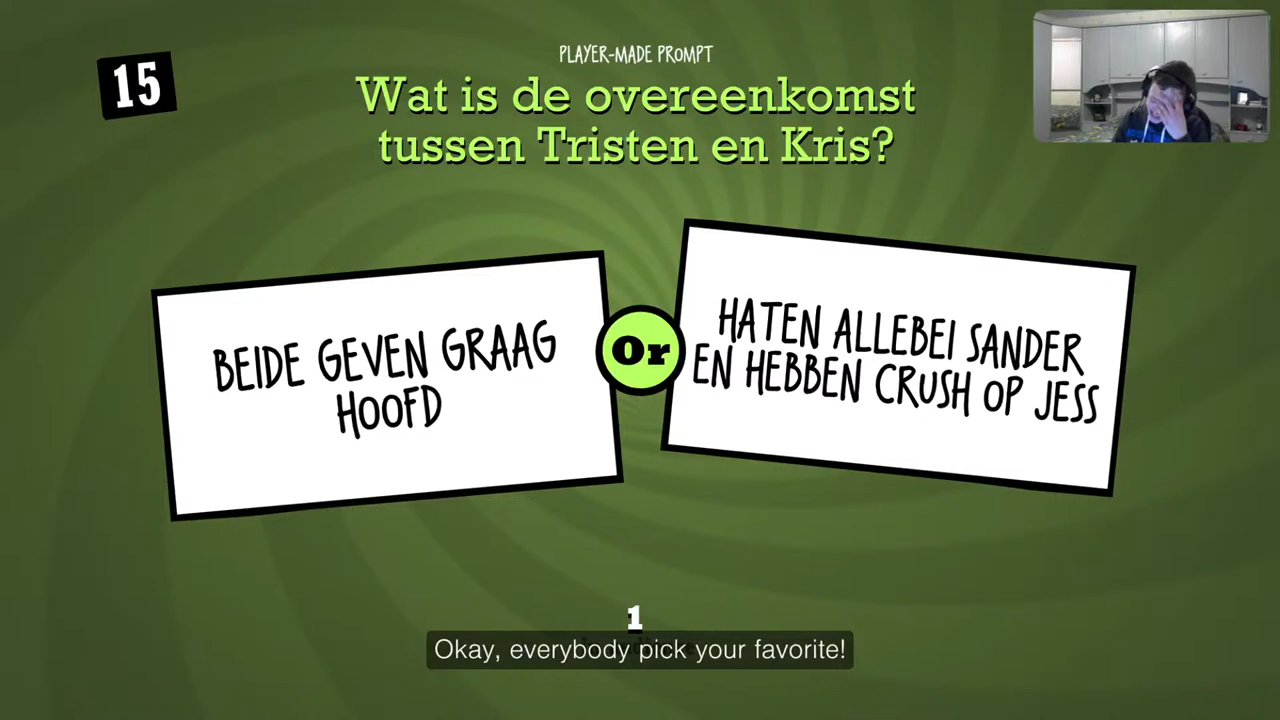 15
PLAYER-MADE PROMPT
Wat is de overeenkomst
tussen Tristen en Kris?
BEIDE GEVEN GRAAG
HOOFD
Or
HATEN ALLEBEI SANDER
EN HEBBEN CRUSH OP JESS
1
Okay, everybody pick your favorite!